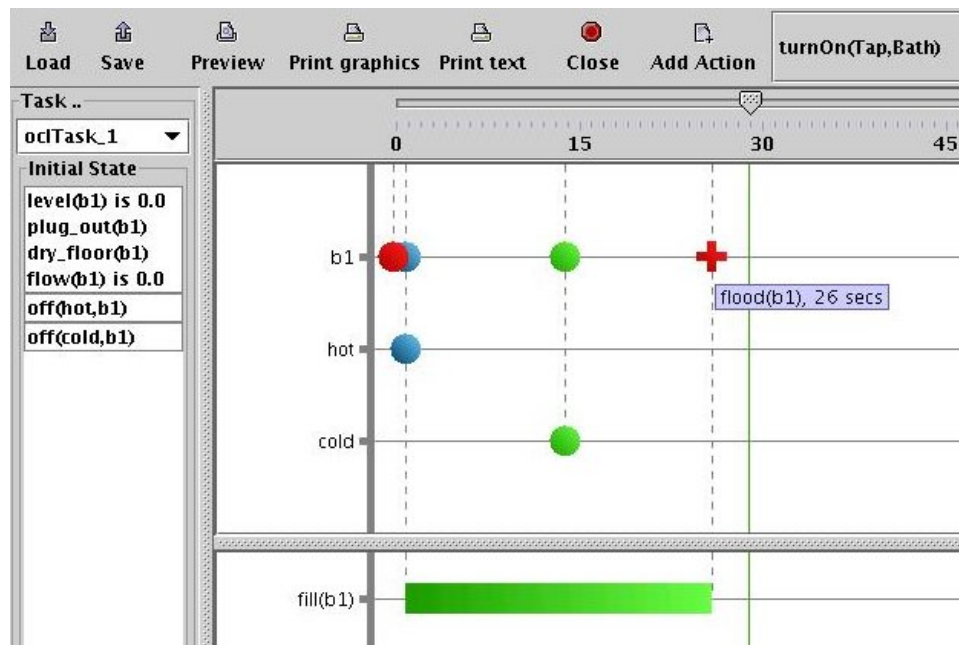 Load Save Preview Print graphics Print text Close Add Action turnOn(Tap,Bath)
Task ..
oclTask_1
Initial State
level(b1) is 0.0
plug_out(b1)
dry_floor(b1)
flow(b1) is 0.0
off(hot,b1)
off(cold,b1)
0 15 30 45
b1
flood(b1), 26 secs
hot
cold
fill(b1)